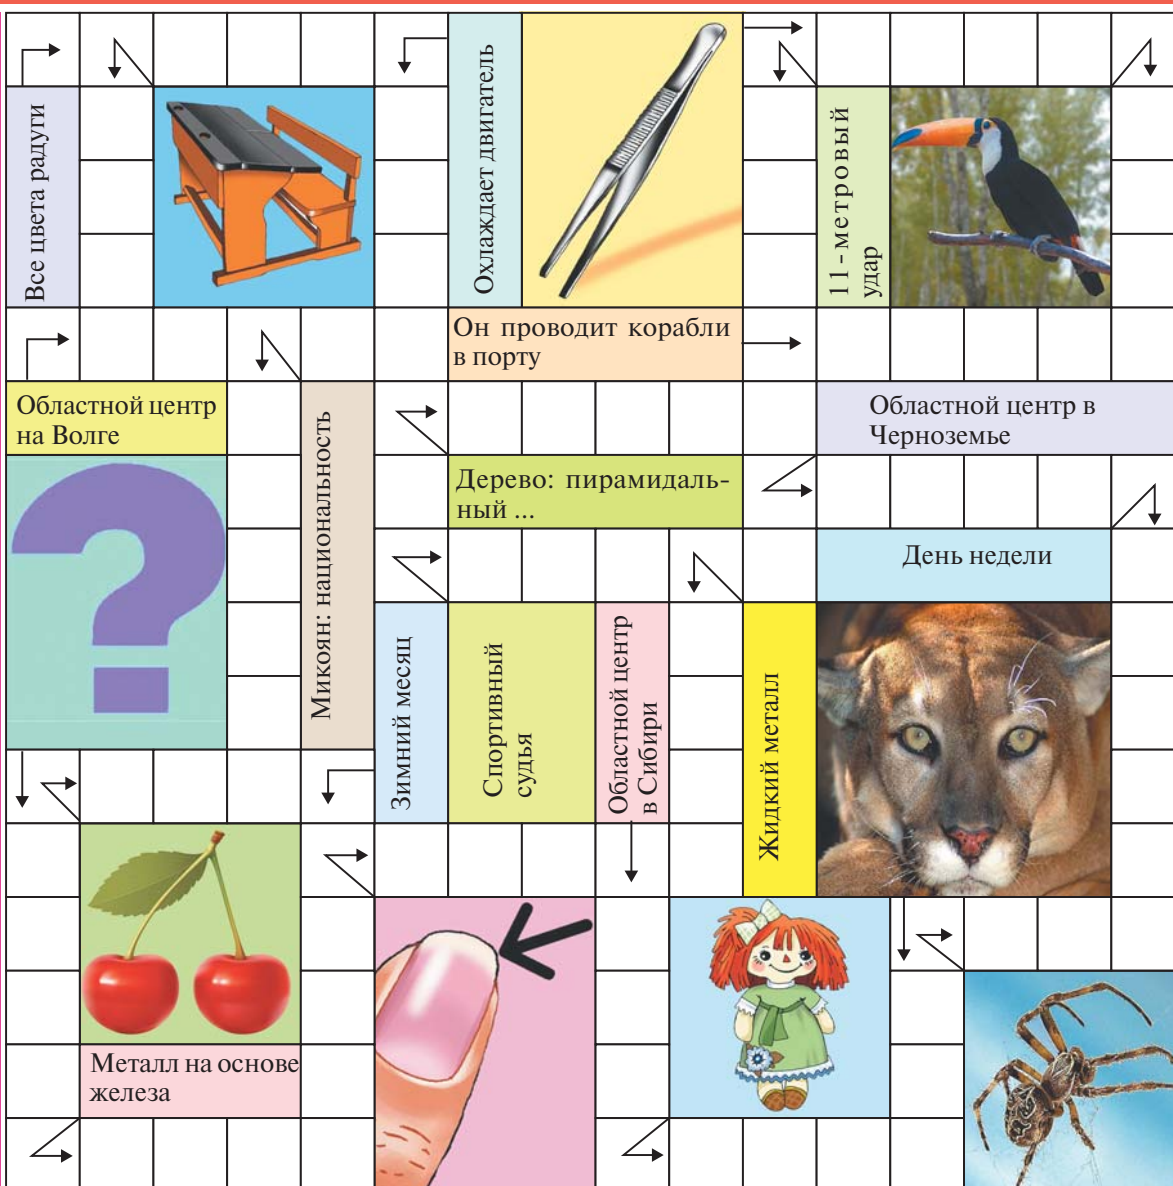 Все цвета радуги
Охлаждает двигатель
11-метровый
удар
Он проводит корабли
в порту
Областной центр
на Волге
Микоян: национальность
Областной центр в
Черноземье
Дерево: пирамидаль-
ный ...
День недели
?
Зимний месяц
Спортивный
судья
Областной центр
в Сибири
Жидкий металл
Металл на основе
железа